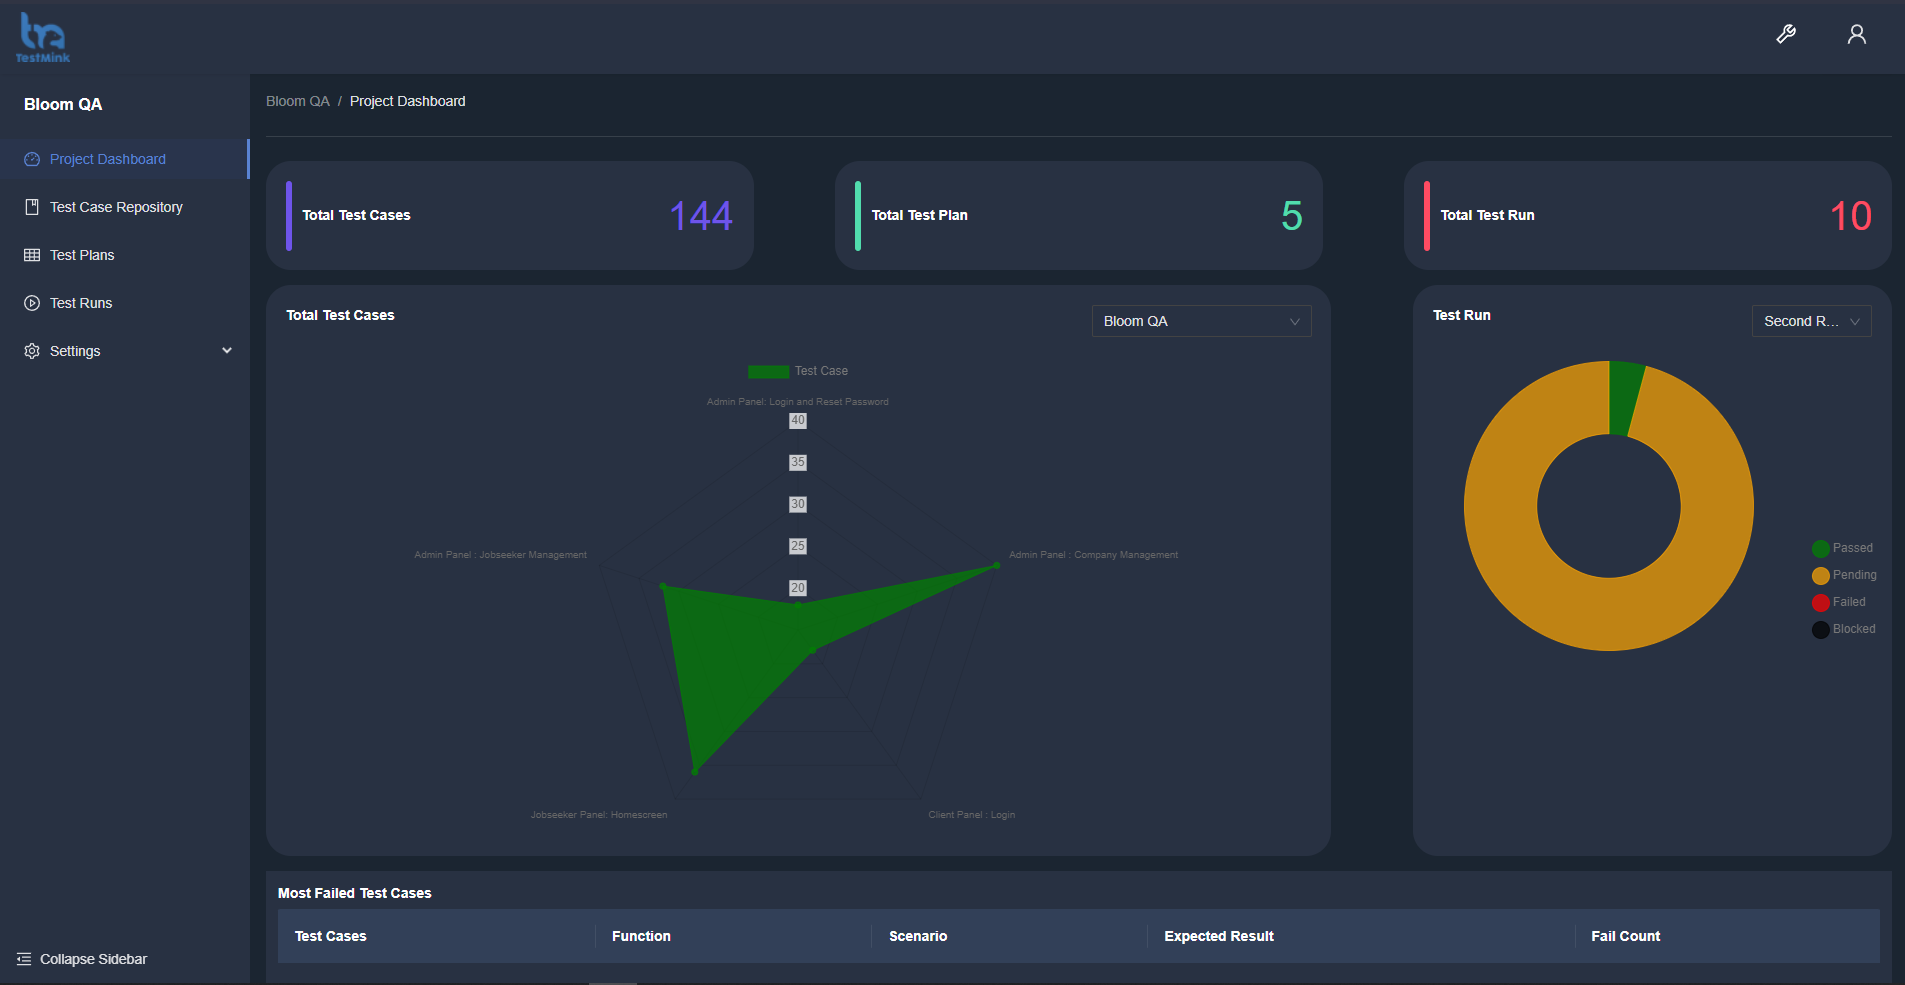 TestMink
Bloom QA
Project Dashboard
Test Case Repository
Test Plans
Test Runs
Settings
Collapse Sidebar
Bloom QA / Project Dashboard
Total Test Cases 144
Total Test Plan 5
Total Test Run 10
Total Test Cases
Bloom QA
Test Case
Admin Panel: Login and Reset Password
40
35
30
25
20
Admin Panel : Jobseeker Management
Admin Panel : Company Management
Jobseeker Panel: Homescreen
Client Panel : Login
Test Run
Second R...
Passed
Pending
Failed
Blocked
Most Failed Test Cases
Test Cases Function Scenario Expected Result Fail Count